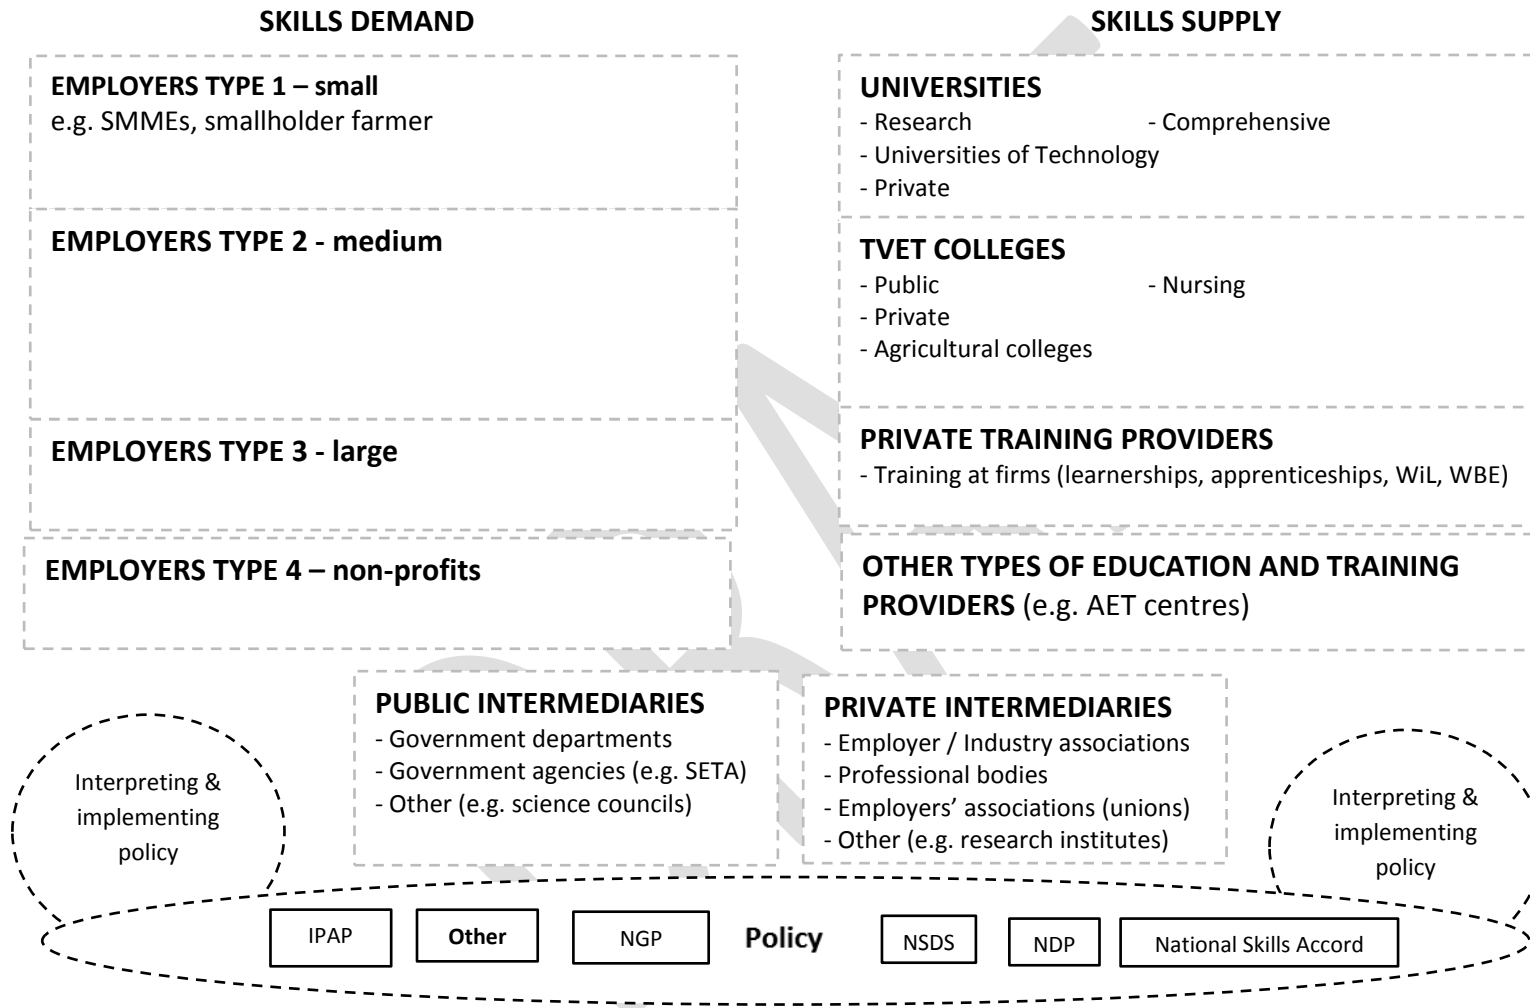 SKILLS DEMAND
SKILLS SUPPLY
EMPLOYERS TYPE 1 – small
e.g. SMMEs, smallholder farmer
EMPLOYERS TYPE 2 - medium
EMPLOYERS TYPE 3 - large
EMPLOYERS TYPE 4 – non-profits
UNIVERSITIES
- Research - Comprehensive
- Universities of Technology
- Private
TVET COLLEGES
- Public - Nursing
- Private
- Agricultural colleges
PRIVATE TRAINING PROVIDERS
- Training at firms (learnerships, apprenticeships, WiL, WBE)
OTHER TYPES OF EDUCATION AND TRAINING
PROVIDERS (e.g. AET centres)
PUBLIC INTERMEDIARIES
- Government departments
- Government agencies (e.g. SETA)
- Other (e.g. science councils)
PRIVATE INTERMEDIARIES
- Employer / Industry associations
- Professional bodies
- Employers’ associations (unions)
- Other (e.g. research institutes)
Interpreting &
implementing
policy
Interpreting &
implementing
policy
IPAP
Other
NGP
Policy
NSDS
NDP
National Skills Accord